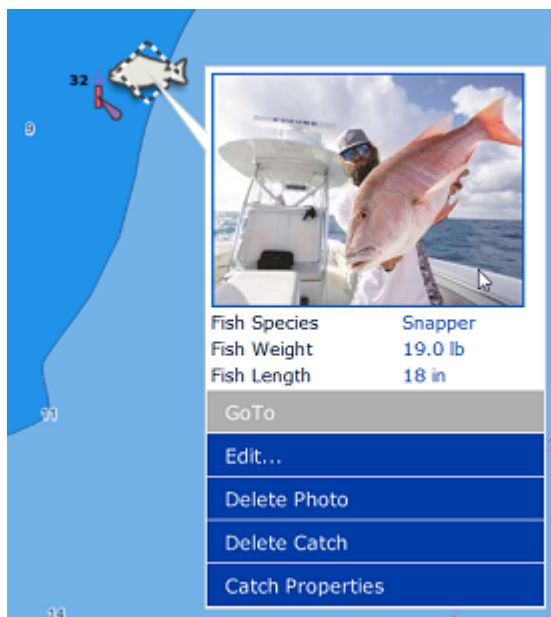 32
9
FURUNO
Fish Species Snapper
Fish Weight 19.0 lb
Fish Length 18 in
11
GoTo
Edit...
Delete Photo
Delete Catch
Catch Properties
14